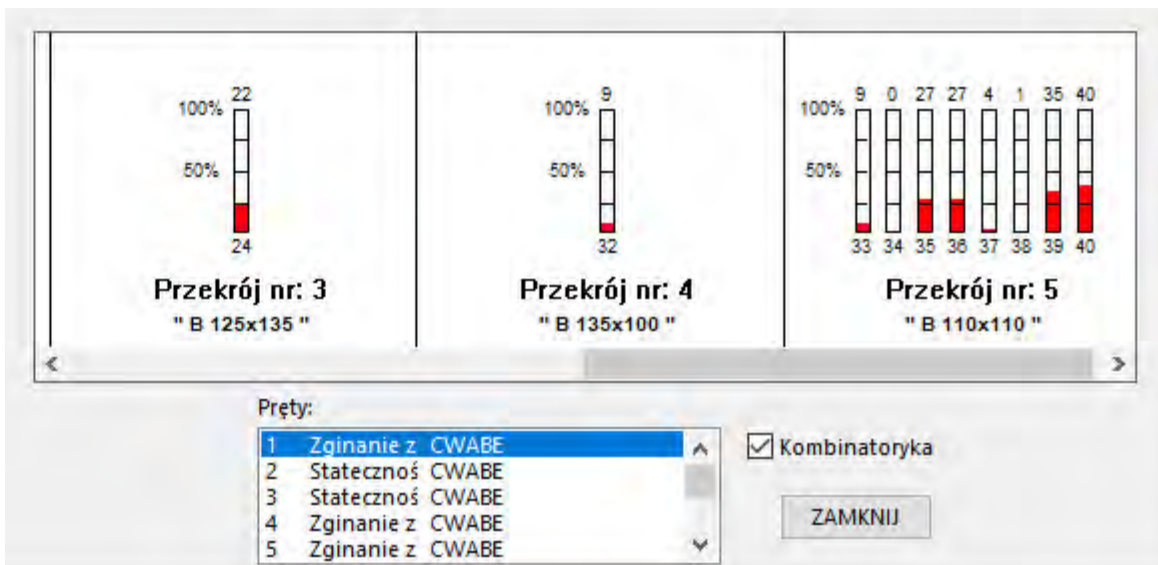 22
100%
50%
24
Przekrój nr: 3
" B 125x135 "
9
100%
50%
32
Przekrój nr: 4
" B 135x100 "
9 0 27 27 4 1 35 40
100%
50%
33 34 35 36 37 38 39 40
Przekrój nr: 5
" B 110x110 "
Pręty:
1 Zginanie z CWABE
2 Statecznoś CWABE
3 Statecznoś CWABE
4 Zginanie z CWABE
5 Zginanie z CWABE
Kombinatoryka
ZAMKNIJ